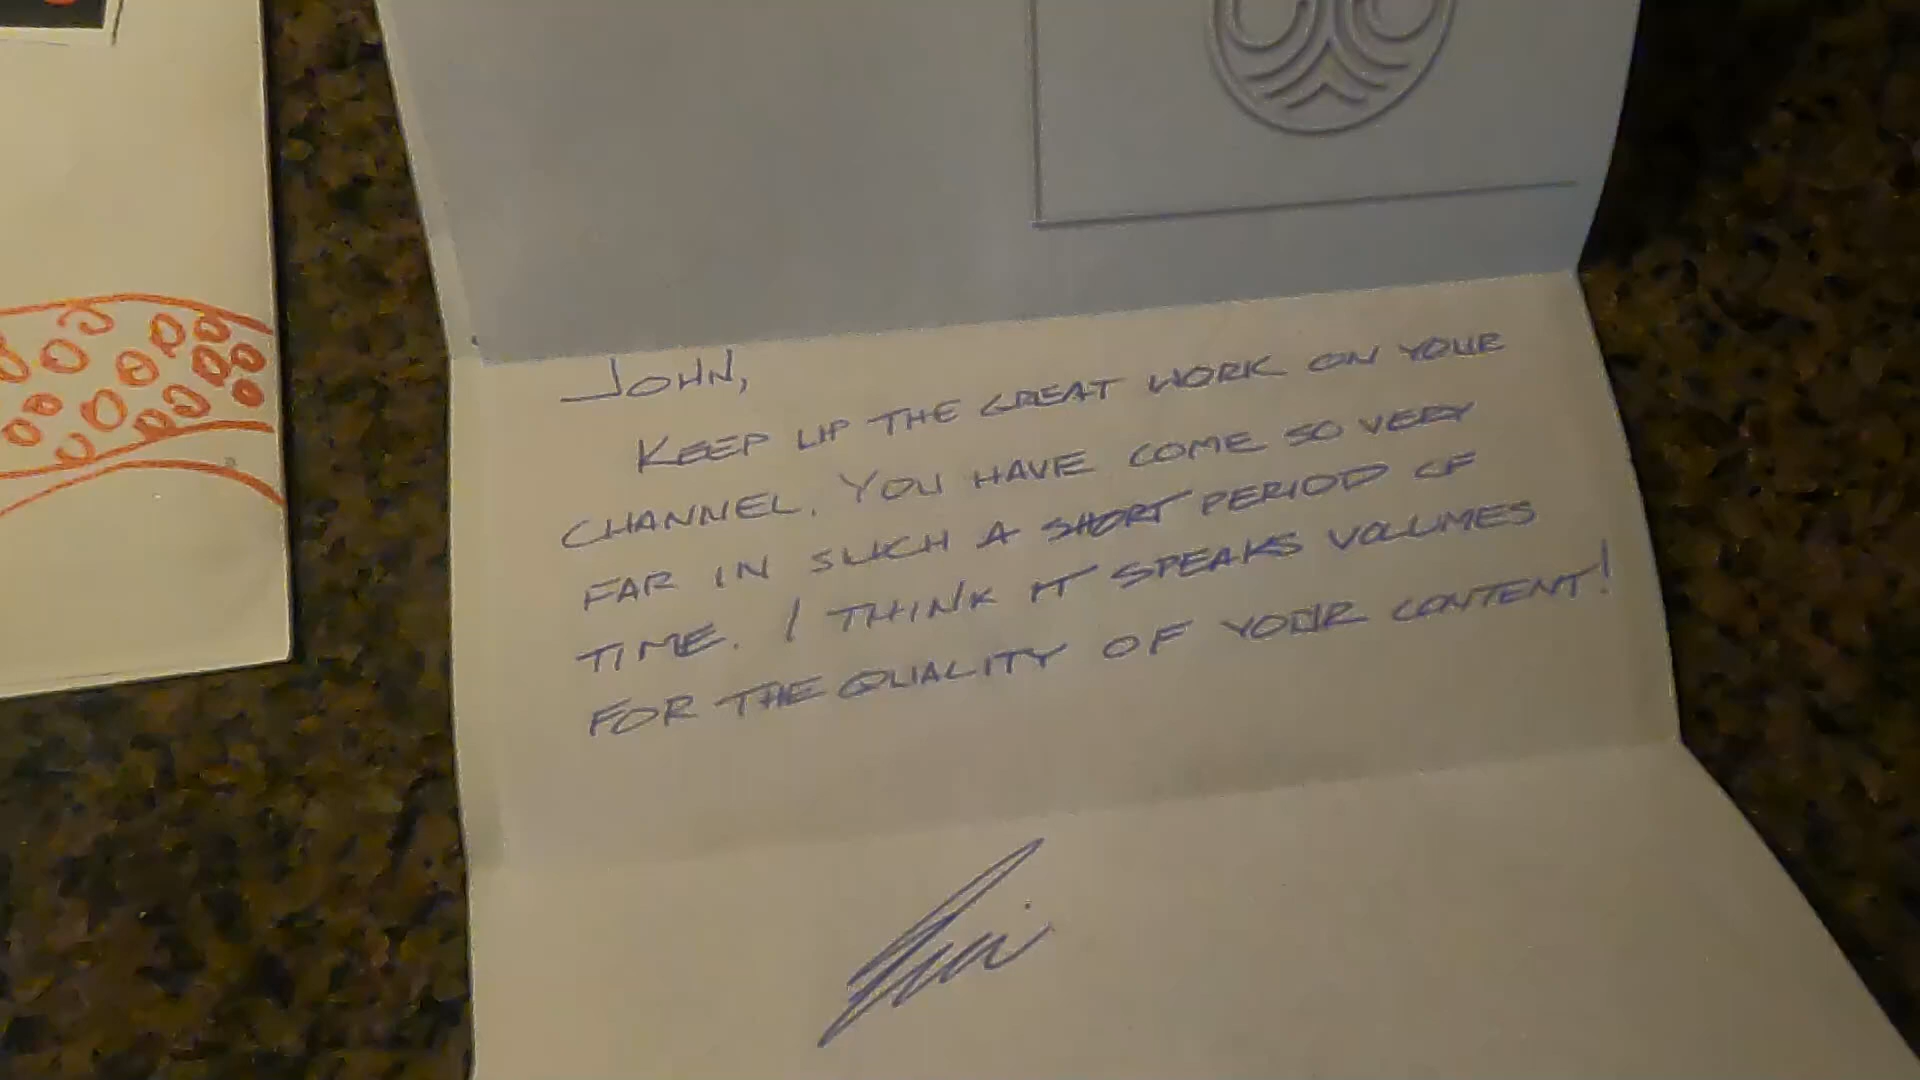 JOHN,
KEEP UP THE GREAT WORK ON YOUR
CHANNEL. YOU HAVE COME SO VERY
FAR IN SUCH A SHORT PERIOD OF
TIME. I THINK IT SPEAKS VOLUMES
FOR THE QUALITY OF YOUR CONTENT!